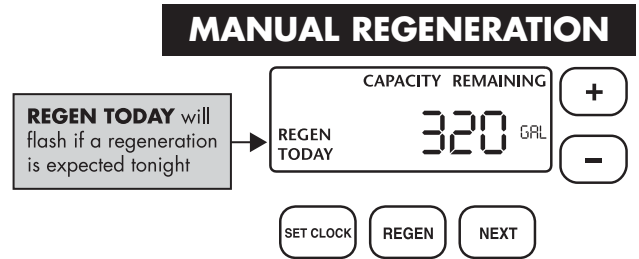 MANUAL REGENERATION
CAPACITY REMAINING
REGEN TODAY will
flash if a regeneration
is expected tonight
REGEN
TODAY
320 GAL
+
-
SET CLOCK
REGEN
NEXT